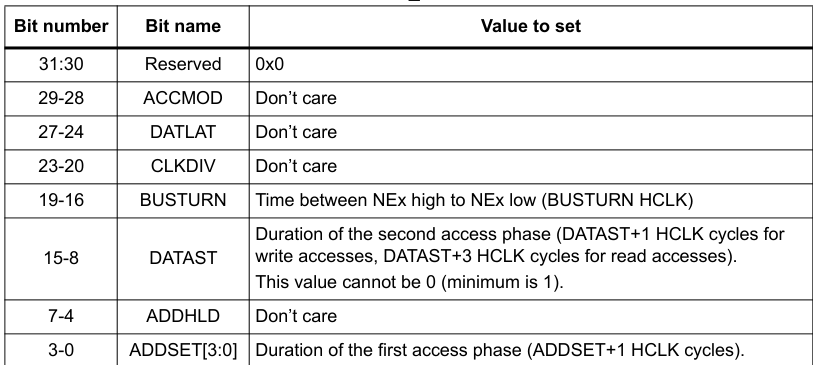 Bit number Bit name Value to set
31:30 Reserved 0x0
29-28 ACCMOD Don't care
27-24 DATLAT Don't care
23-20 CLKDIV Don't care
19-16 BUSTURN Time between NEx high to NEx low (BUSTURN HCLK)
15-8 DATAST Duration of the second access phase (DATAST+1 HCLK cycles for
write accesses, DATAST+3 HCLK cycles for read accesses).
This value cannot be 0 (minimum is 1).
7-4 ADDHLD Don't care
3-0 ADDSET[3:0] Duration of the first access phase (ADDSET+1 HCLK cycles).